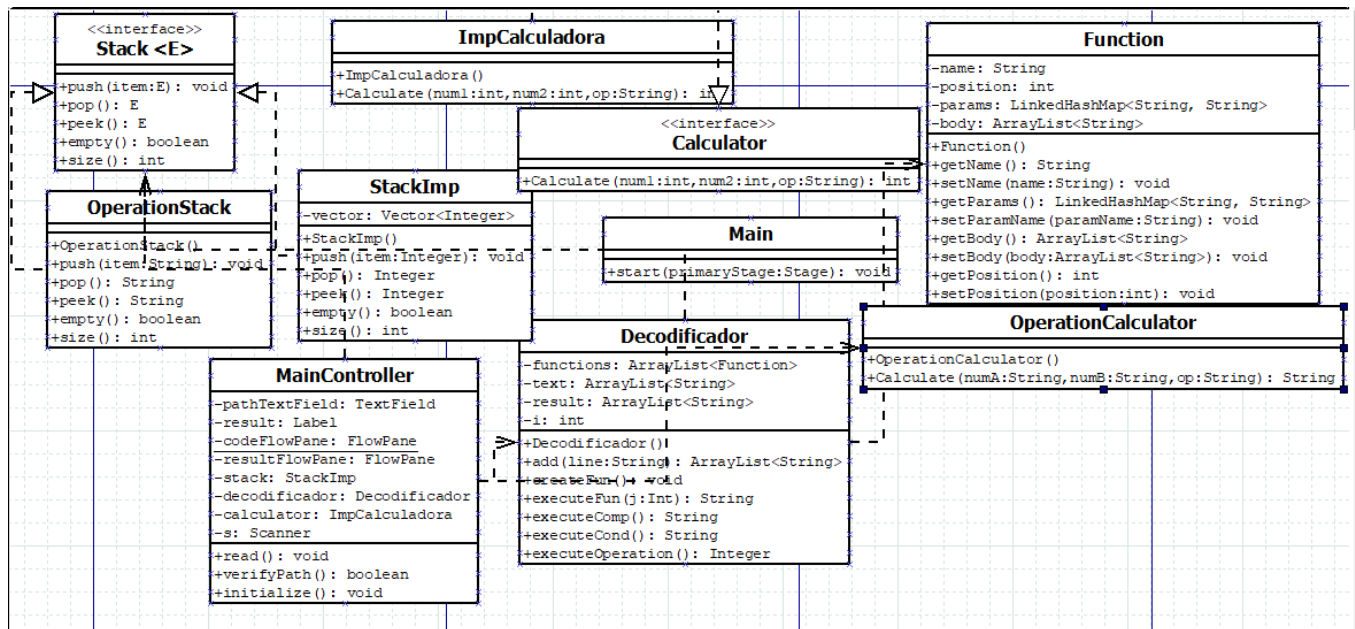 <<interface>>
Stack <E>
+push(item:E): void
+pop(): E
+peek(): E
+empty(): boolean
+size(): int
ImpCalculadora
+ImpCalculadora()
+Calculate(num1:int,num2:int,op:String): int
<<interface>>
Calculator
+Calculate(num1:int,num2:int,op:String): int
Function
-name: String
-position: int
-params: LinkedHashMap<String, String>
-body: ArrayList<String>
+Function()
+getName(): String
+setName(name:String): void
+getParams(): LinkedHashMap<String, String>
+setParamName(paramName:String): void
+getBody(): ArrayList<String>
+setBody(body:ArrayList<String>): void
+getPosition(): int
+setPosition(position:int): void
OperationStack
+OperationStack()
+push(item:String): void
+pop(): String
+peek(): String
+empty(): boolean
+size(): int
StackImp
-vector: Vector<Integer>
+StackImp()
+push(item:Integer): void
+pop(): Integer
+peek(): Integer
+empty(): boolean
+size(): int
Main
+start(primaryStage:Stage): void
OperationCalculator
+OperationCalculator()
+Calculate(numA:String,numB:String,op:String): String
Decodificador
-functions: ArrayList<Function>
-text: ArrayList<String>
-result: ArrayList<String>
-i: int
+Decodificador()
+add(line:String): ArrayList<String>
+createFun(): void
+executeFun(j:Int): String
+executeComp(): String
+executeCond(): String
+executeOperation(): Integer
MainController
-pathTextField: TextField
-result: Label
-codeFlowPane: FlowPane
-resultFlowPane: FlowPane
-stack: StackImp
-decodificador: Decodificador
-calculator: ImpCalculadora
-s: Scanner
+read(): void
+verifyPath(): boolean
+initialize(): void